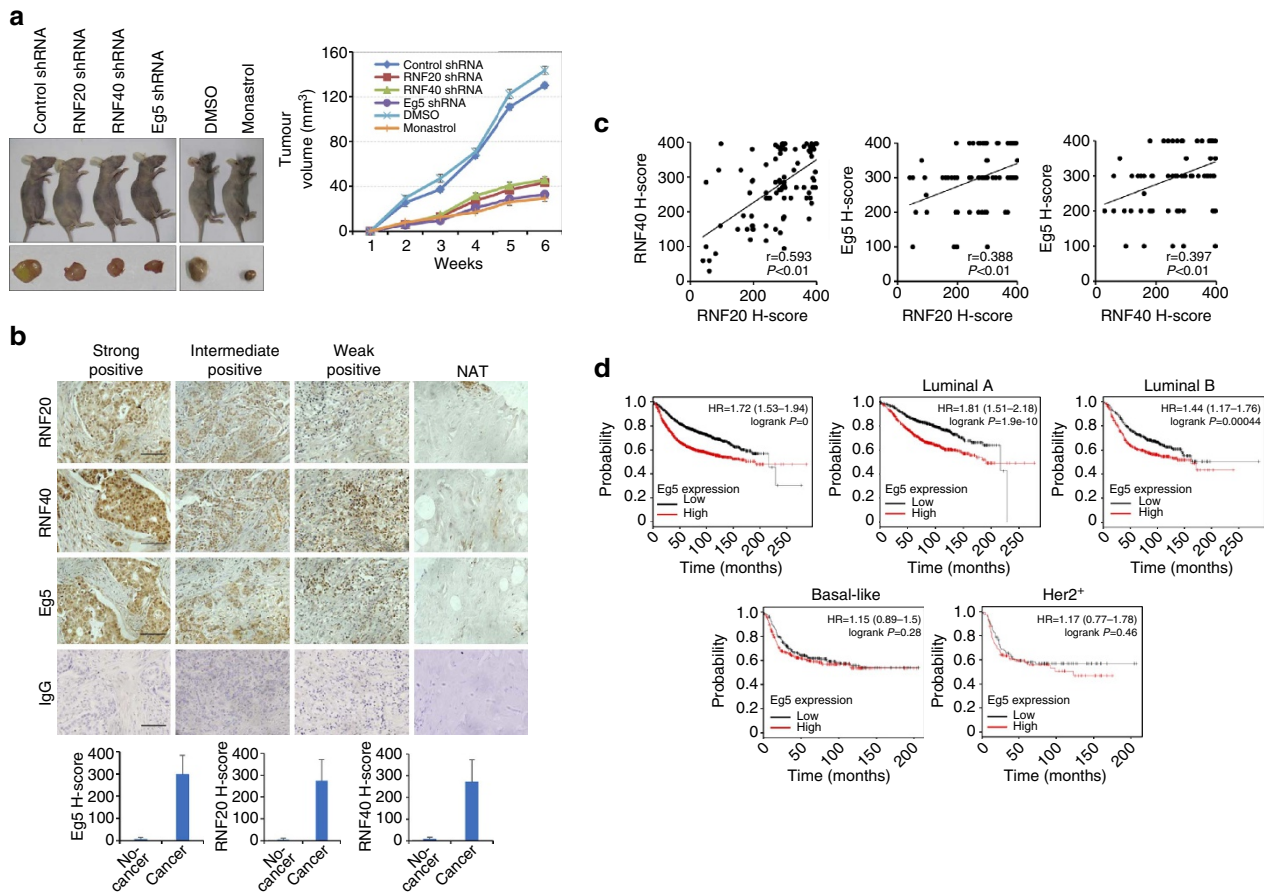 a
Control shRNA
RNF20 shRNA
RNF40 shRNA
Eg5 shRNA
DMSO
Monastrol
160
120
80
40
0
Tumour
volume (mm³)
Control shRNA
RNF20 shRNA
RNF40 shRNA
Eg5 shRNA
DMSO
Monastrol
1 2 3 4 5 6
Weeks
b
Strong
positive
Intermediate
positive
Weak
positive
NAT
RNF20
RNF40
Eg5
IgG
Eg5 H-score
400
300
200
100
0
No-
cancer
Cancer
RNF20 H-score
400
300
200
100
0
No-
cancer
Cancer
RNF40 H-score
400
300
200
100
0
No-
cancer
Cancer
c
RNF40 H-score
400
300
200
100
0
r=0.593
P<0.01
0 200 400
RNF20 H-score
Eg5 H-score
400
300
200
100
0
r=0.388
P<0.01
0 200 400
RNF20 H-score
Eg5 H-score
400
300
200
100
0
r=0.397
P<0.01
0 200 400
RNF40 H-score
d
Probability
1.0
0.8
0.6
0.4
0.2
0
HR=1.72 (1.53–1.94)
logrank P=0
Eg5 expression
Low
High
0 50 100 150 200 250
Time (months)
Luminal A
Probability
1.0
0.8
0.6
0.4
0.2
0
HR=1.81 (1.51–2.18)
logrank P=1.9e-10
Eg5 expression
Low
High
0 50 100 150 200 250
Time (months)
Luminal B
Probability
1.0
0.8
0.6
0.4
0.2
0
HR=1.44 (1.17–1.76)
logrank P=0.00044
Eg5 expression
Low
High
0 50 100 150 200 250
Time (months)
Basal-like
Probability
1.0
0.8
0.6
0.4
0.2
0
HR=1.15 (0.89–1.5)
logrank P=0.28
Eg5 expression
Low
High
0 50 100 150 200
Time (months)
Her2⁺
Probability
1.0
0.8
0.6
0.4
0.2
0
HR=1.17 (0.77–1.78)
logrank P=0.46
Eg5 expression
Low
High
0 50 100 150 200
Time (months)